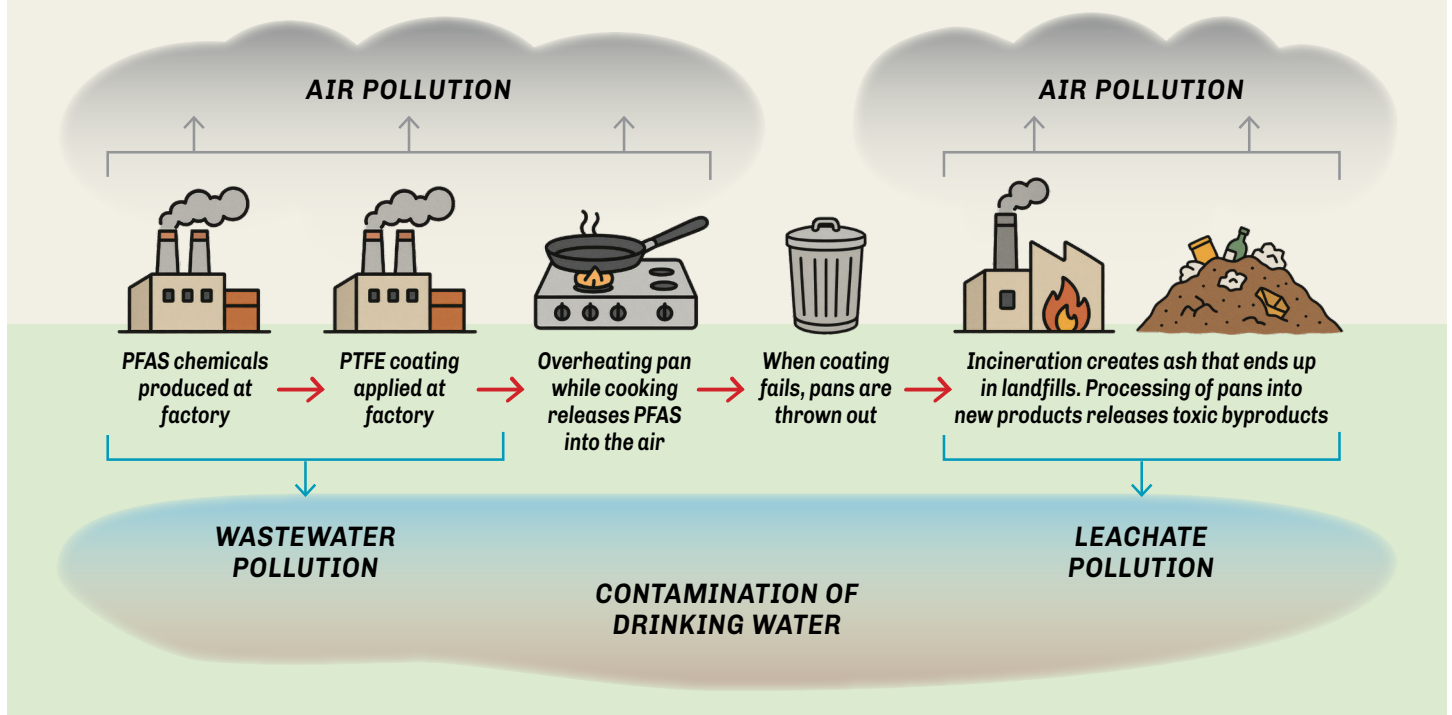 AIR POLLUTION
AIR POLLUTION
PFAS chemicals
produced at
factory
PTFE coating
applied at
factory
Overheating pan
while cooking
releases PFAS
into the air
When coating
fails, pans are
thrown out
Incineration creates ash that ends up
in landfills. Processing of pans into
new products releases toxic byproducts
WASTEWATER
POLLUTION
LEACHATE
POLLUTION
CONTAMINATION OF
DRINKING WATER